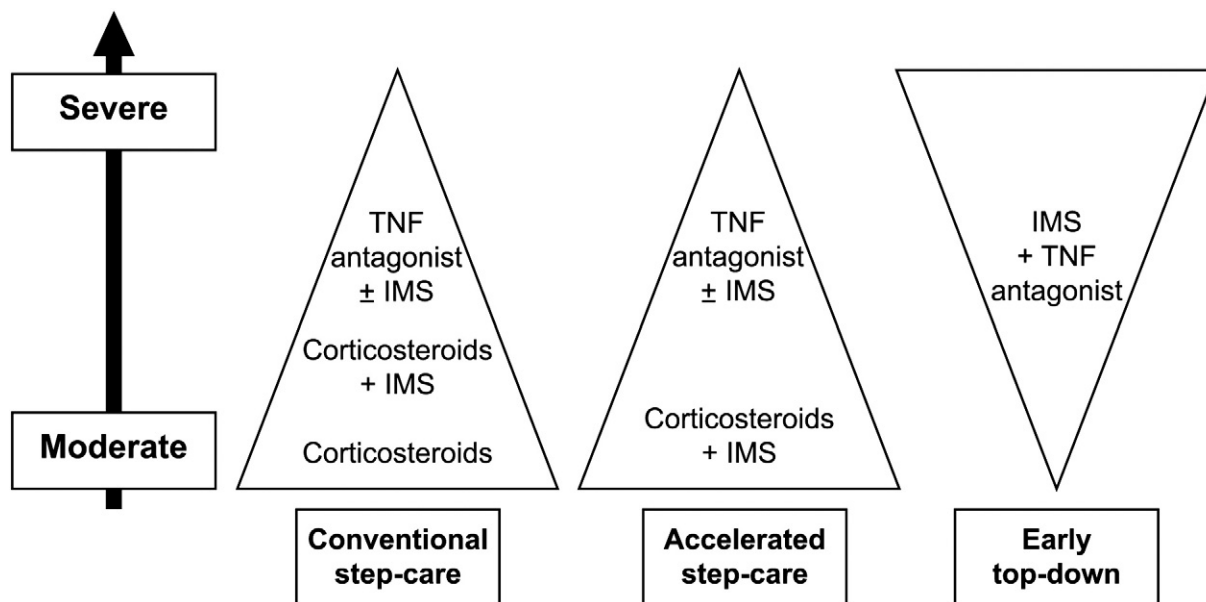 Severe
Moderate
TNF
antagonist
± IMS
Corticosteroids
+ IMS
Corticosteroids
Conventional
step-care
TNF
antagonist
± IMS
Corticosteroids
+ IMS
Accelerated
step-care
IMS
+ TNF
antagonist
Early
top-down